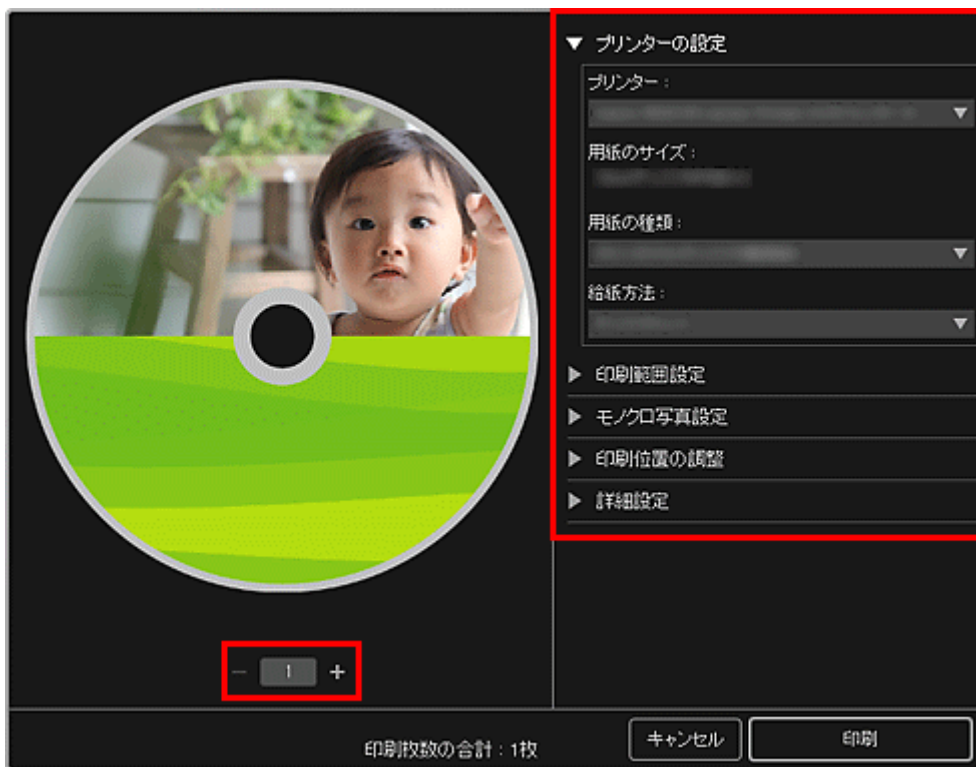 ▼ プリンターの設定
プリンター：
用紙のサイズ：
用紙の種類：
給紙方法：
▶ 印刷範囲設定
▶ モノクロ写真設定
▶ 印刷位置の調整
▶ 詳細設定
− 1 +
印刷枚数の合計：1枚
キャンセル
印刷